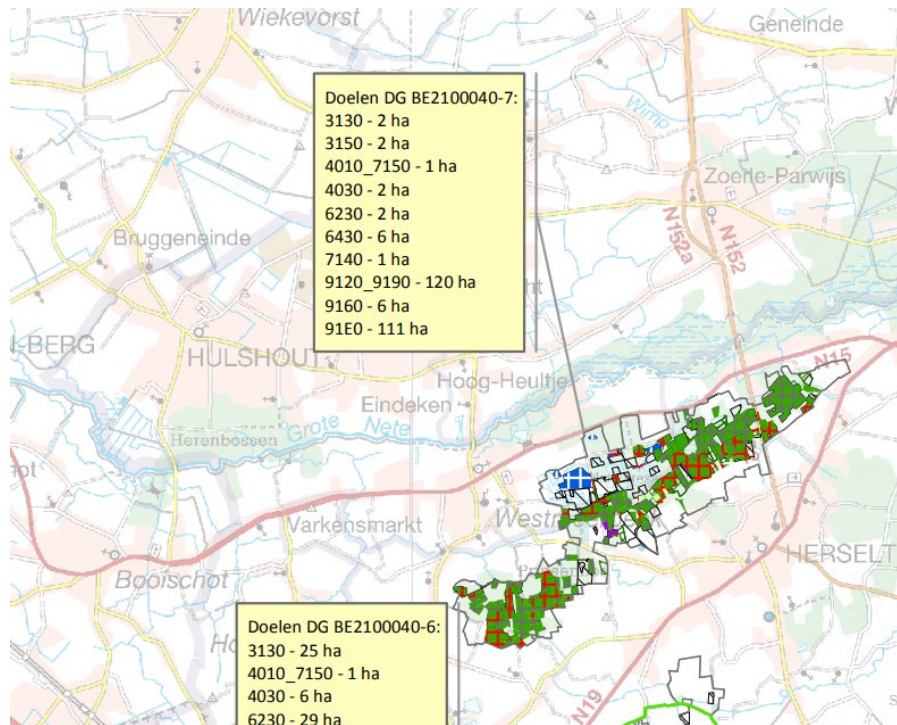 Wiekevorst
Geneinde
Doelen DG BE2100040-7:
3130 - 2 ha
3150 - 2 ha
4010_7150 - 1 ha
4030 - 2 ha
6230 - 2 ha
6430 - 6 ha
7140 - 1 ha
9120_9190 - 120 ha
9160 - 6 ha
91E0 - 111 ha
Wimp
Zoerle-Parwijs
N152a
N152
Bruggeneinde
N-BERG
HULSHOUT
N15
Hoog-Heultje
Eindeken
Herenbossen
Grote Nete
Varkensmarkt
HERSELT
Booischot
Doelen DG BE2100040-6:
3130 - 25 ha
4010_7150 - 1 ha
4030 - 6 ha
6230 - 29 ha
N19